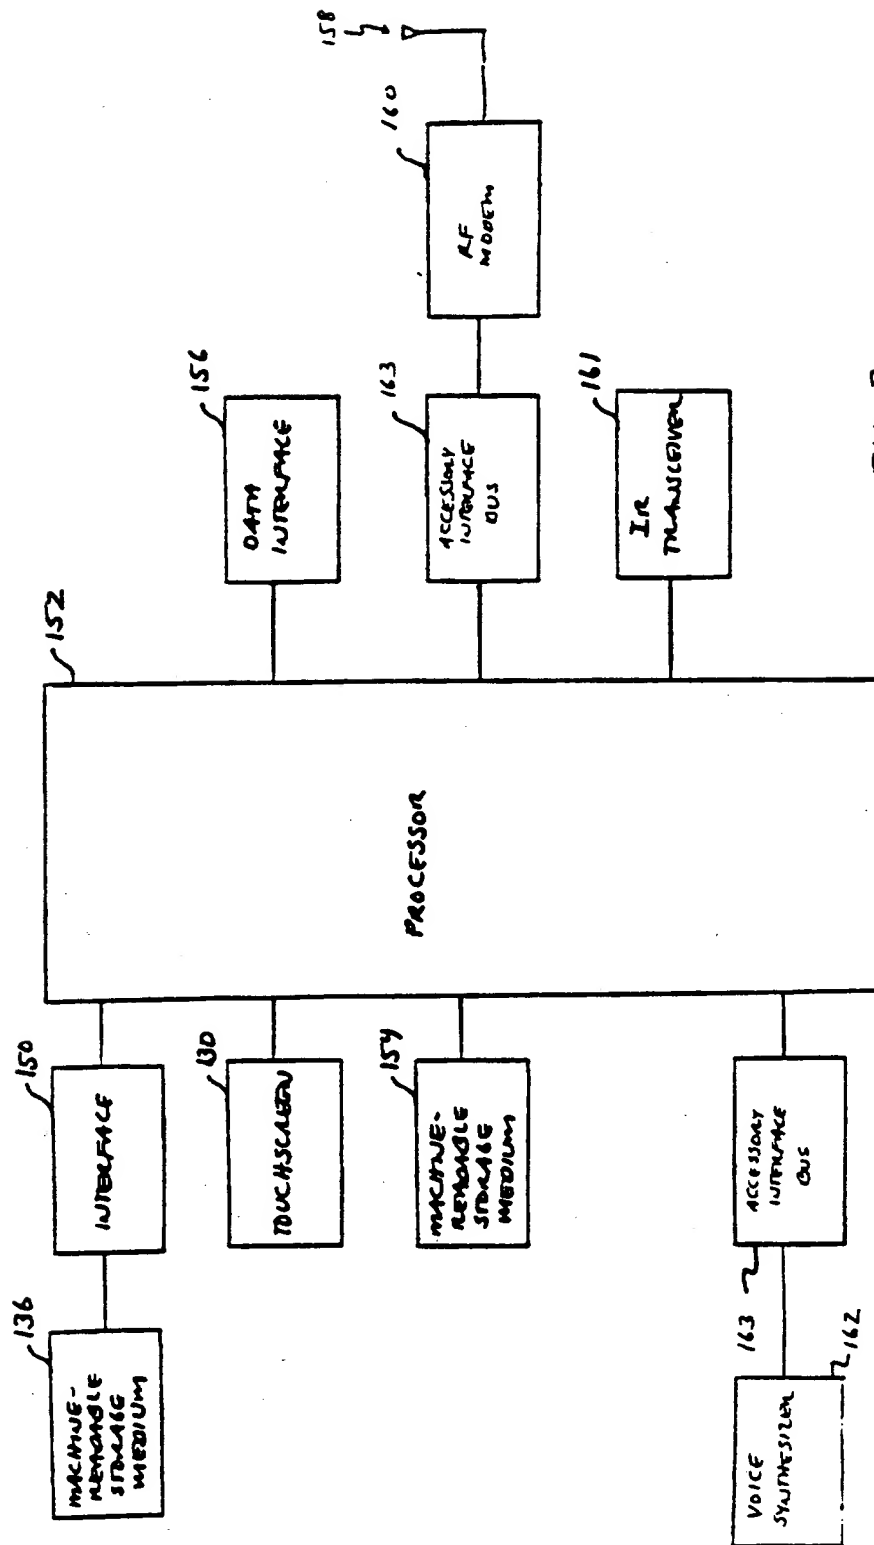 136
MACHINE-
READABLE
STORAGE
MEDIUM
150
INTERFACE
152
PROCESSOR
130
TOUCHSCREEN
154
MACHINE-
READABLE
STORAGE
MEDIUM
156
DATA
INTERFACE
163
ACCESSORY
INTERFACE
BUS
160
RF
MODEM
158
161
IR
TRANSCEIVER
163
ACCESSORY
INTERFACE
BUS
162
VOICE
SYNTHESIZER